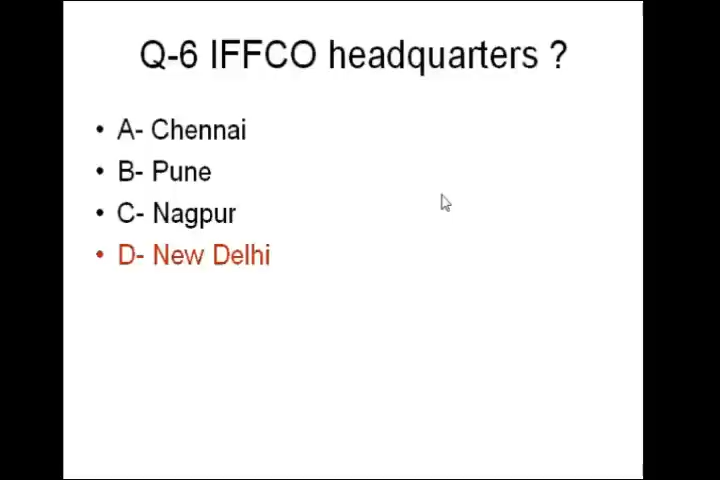 Q-6 IFFCO headquarters ?
• A- Chennai
• B- Pune
• C- Nagpur
• D- New Delhi